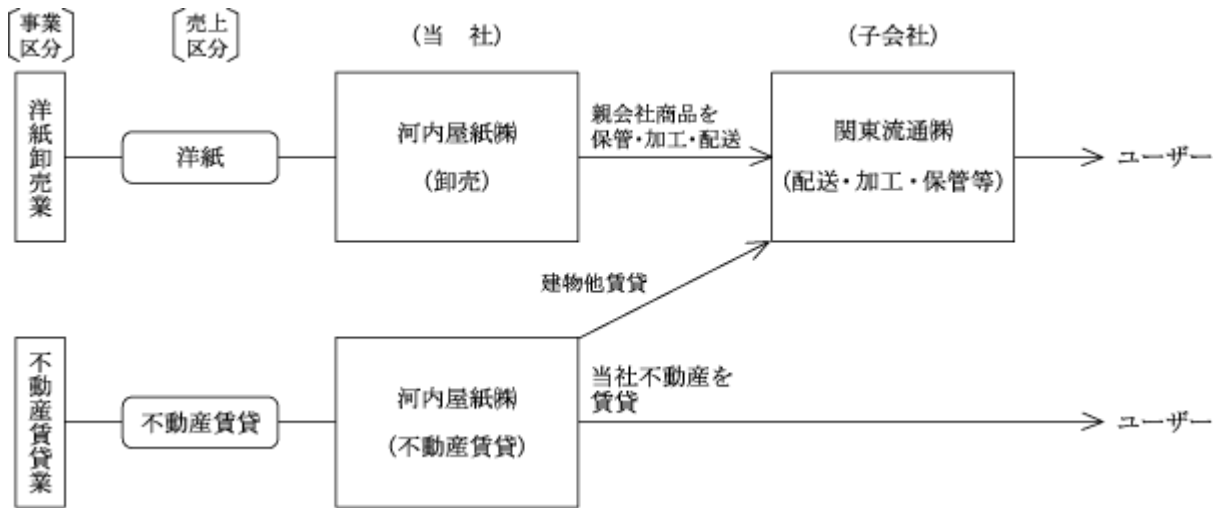 事業
区分
売上
区分
(当　社)
(子会社)
洋紙卸売業
洋紙
河内屋紙㈱
(卸売)
親会社商品を
保管・加工・配送
関東流通㈱
(配送・加工・保管等)
ユーザー
建物他賃貸
不動産賃貸業
不動産賃貸
河内屋紙㈱
(不動産賃貸)
当社不動産を
賃貸
ユーザー